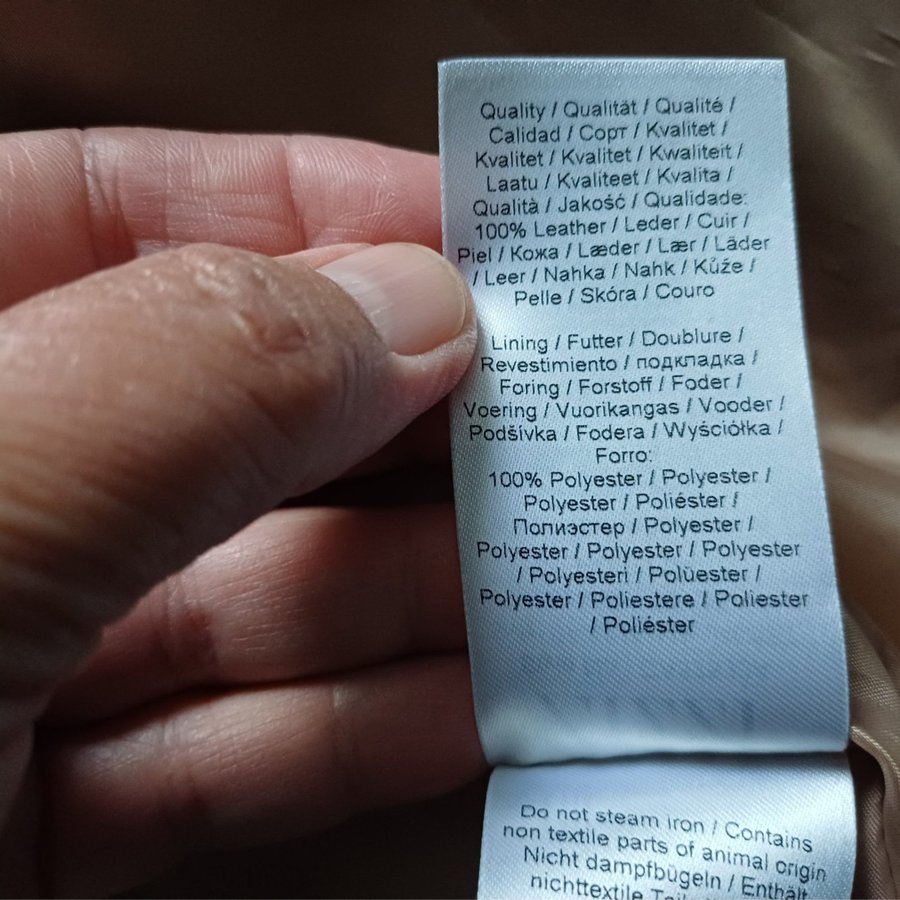 Quality / Qualität / Qualité /
Calidad / Сорт / Kvalitet /
Kvalitet / Kvalitet / Kwaliteit /
Laatu / Kvaliteet / Kvalita /
Qualità / Jakość / Qualidade:
100% Leather / Leder / Cuir /
Piel / Кожа / Læder / Lær / Läder
/ Leer / Nahka / Nahk / Kůže /
Pelle / Skóra / Couro
Lining / Futter / Doublure /
Revestimiento / подкладка /
Foring / Forstoff / Foder /
Voering / Vuorikangas / Vooder /
Podšívka / Fodera / Wyściółka /
Forro:
100% Polyester / Polyester /
Polyester / Poliéster /
Полиэстер / Polyester /
Polyester / Polyester / Polyester
/ Polyesteri / Polüester /
Polyester / Poliestere / Poliester
/ Poliéster
Do not steam iron / Contains
non textile parts of animal origin
Nicht dampfbügeln / Enthält
nichttextile